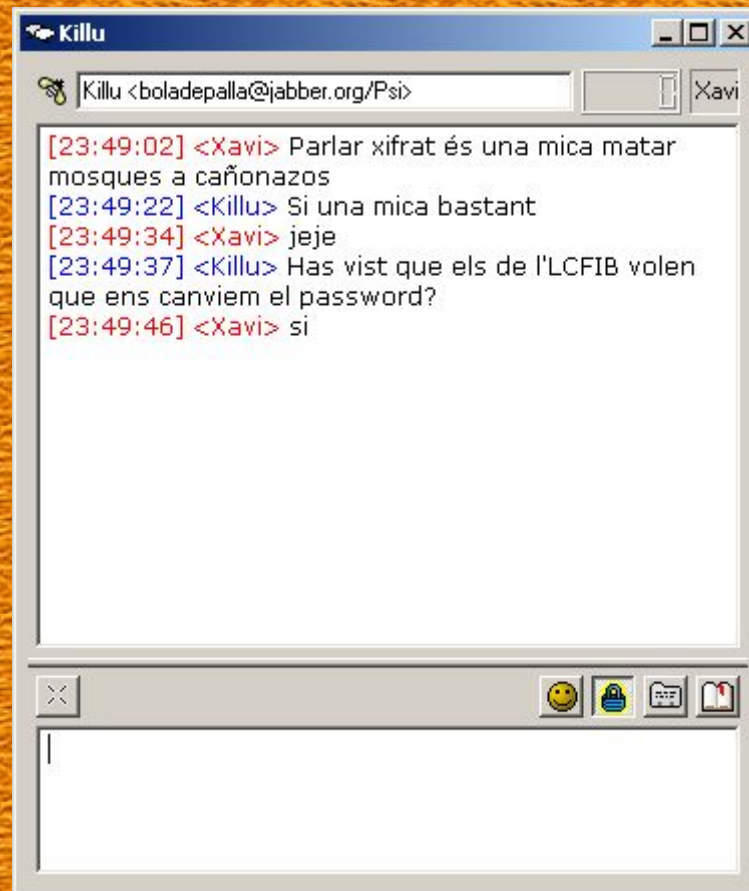 Killu
Killu <boladepalla@jabber.org/Psi>
Xavi
[23:49:02] <Xavi> Parlar xifrat és una mica matar
mosques a cañonazos
[23:49:22] <Killu> Si una mica bastant
[23:49:34] <Xavi> jeje
[23:49:37] <Killu> Has vist que els de l'LCFIB volen
que ens canviem el password?
[23:49:46] <Xavi> si